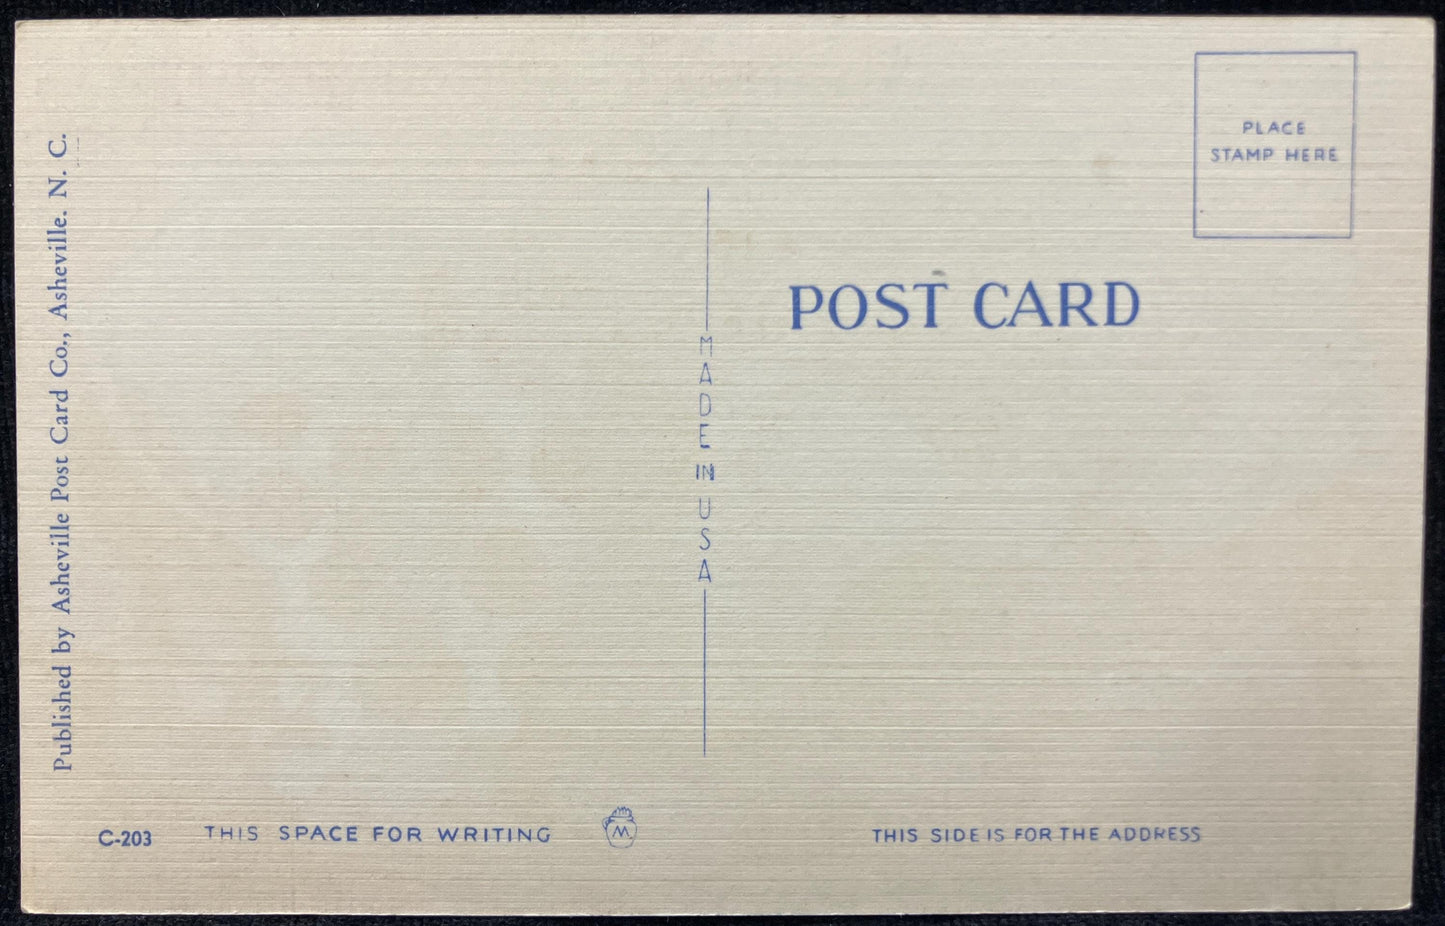 Published by Asheville Post Card Co., Asheville. N. C.
PLACE
STAMP HERE
POST CARD
MADE
IN
USA
C-203
THIS SPACE FOR WRITING
M.
THIS SIDE IS FOR THE ADDRESS